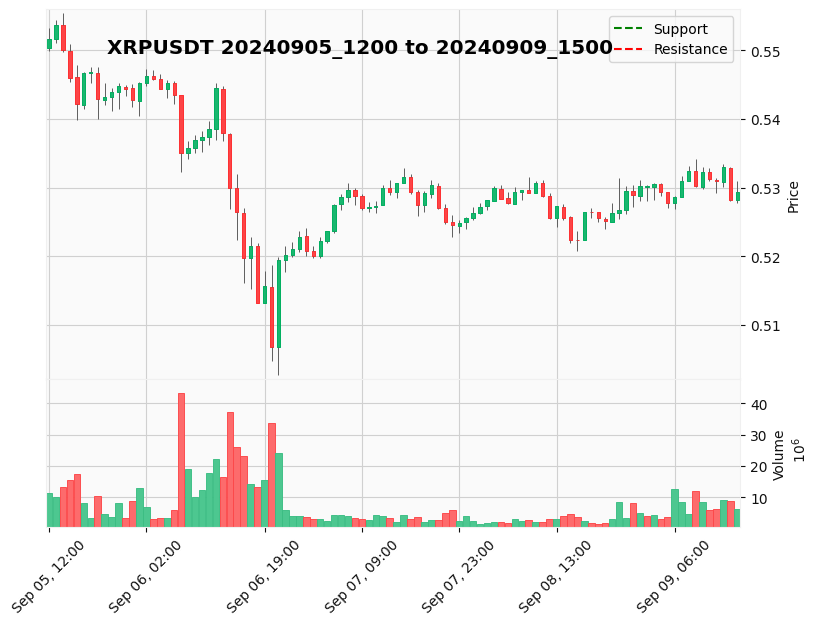 XRPUSDT 20240905_1200 to 20240909_1500
Support
Resistance
0.55
0.54
0.53
0.52
0.51
Price
40
30
20
10
Volume
10^6
Sep 05, 12:00
Sep 06, 02:00
Sep 06, 19:00
Sep 07, 09:00
Sep 07, 23:00
Sep 08, 13:00
Sep 09, 06:00